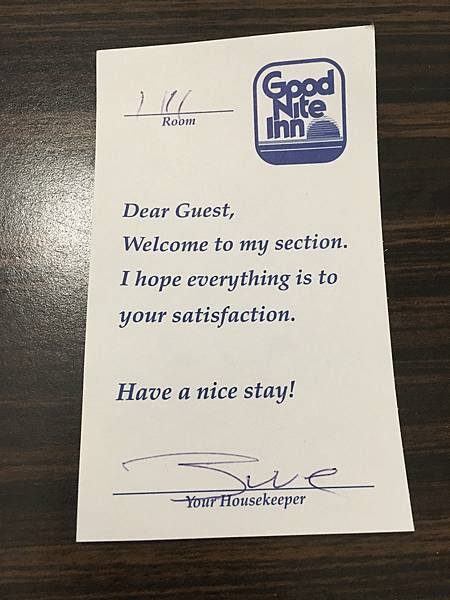 Good
Nite
Inn
Room
Dear Guest,
Welcome to my section.
I hope everything is to
your satisfaction.
Have a nice stay!
Your Housekeeper